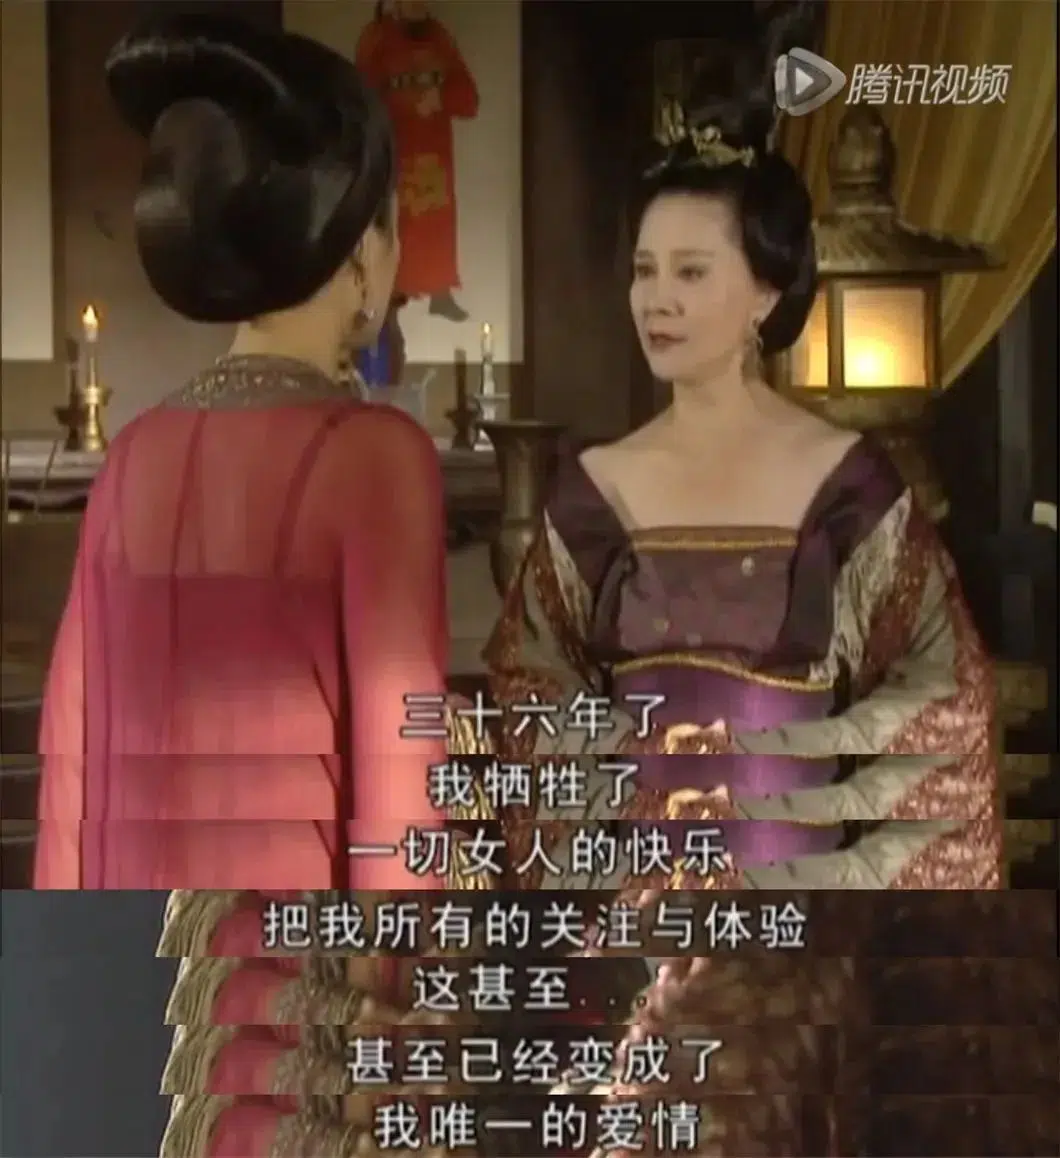 腾讯视频
三十六年了
我牺牲了
一切女人的快乐
把我所有的关注与体验
这甚至...
甚至已经变成了
我唯一的爱情